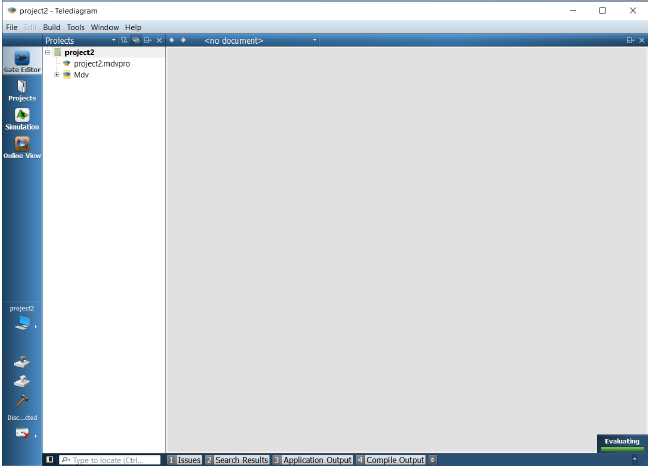 project2 - Telediagram
File Edit Build Tools Window Help
Projects <no document>
project2
project2.mdvpro
Mdv
Gate Editor
Projects
Simulation
Online View
project2
Disc...cted
Evaluating
Type to locate (Ctrl... 1 Issues 2 Search Results 3 Application Output 4 Compile Output